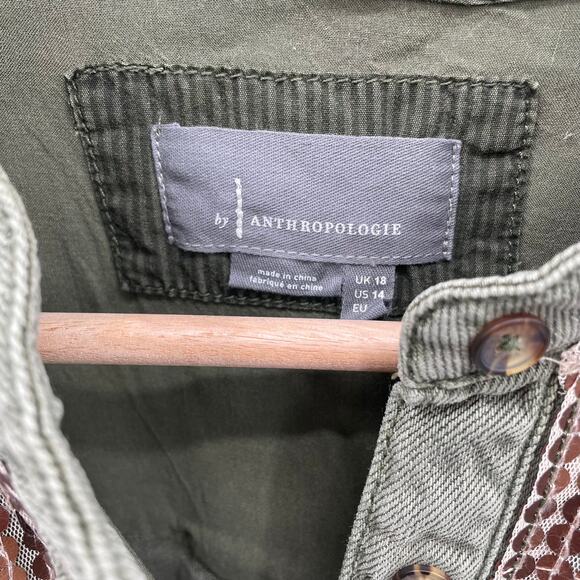 by ANTHROPOLOGIE
made in china
fabriqué en chine
UK 18
US 14
EU